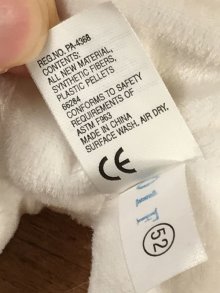 REG.NO. PA-4368
CONTENTS:
ALL NEW MATERIAL,
SYNTHETIC FIBERS,
PLASTIC PELLETS
66284
CONFORMS TO SAFETY
REQUIREMENTS OF
ASTM F963
MADE IN CHINA
SURFACE WASH. AIR DRY.
CE
52